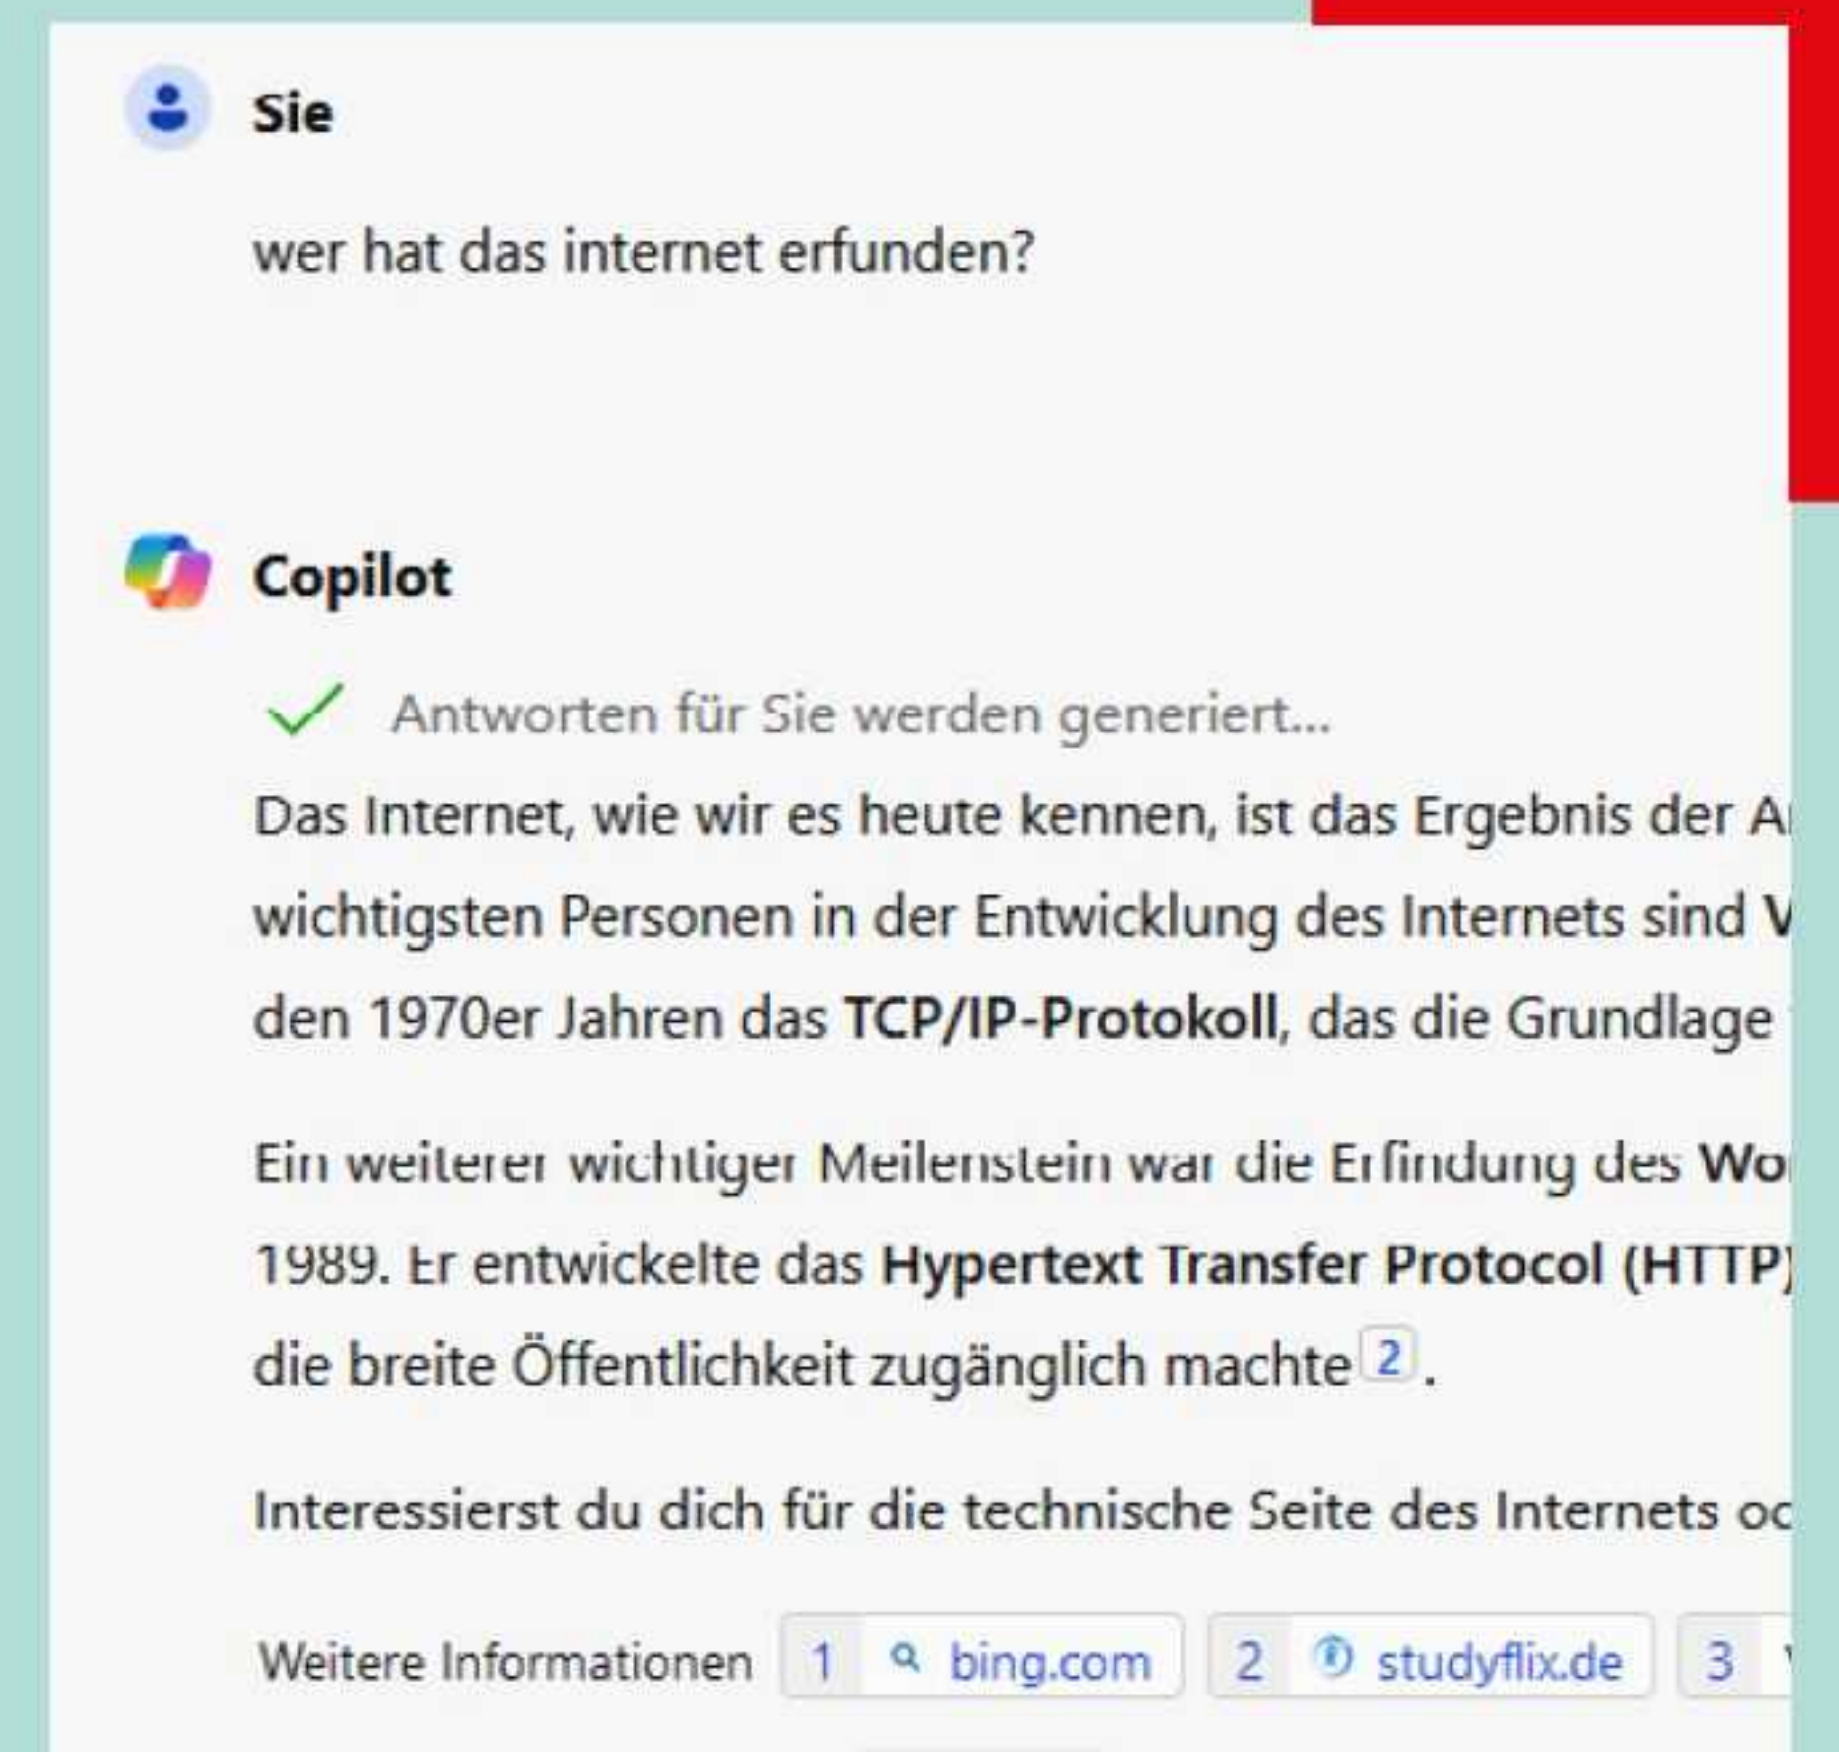 Sie
wer hat das internet erfunden?
Copilot
Antworten für Sie werden generiert...
Das Internet, wie wir es heute kennen, ist das Ergebnis der
wichtigsten Personen in der Entwicklung des Internets sind
den 1970er Jahren das TCP/IP-Protokoll, das die Grundlage
Ein weiterer wichtiger Meilenstein war die Erfindung des
1989. Er entwickelte das Hypertext Transfer Protocol (HTTP)
die breite Öffentlichkeit zugänglich machte 2 .
Interessierst du dich für die technische Seite des Internets
Weitere Informationen 1 bing.com 2 studyflix.de 3